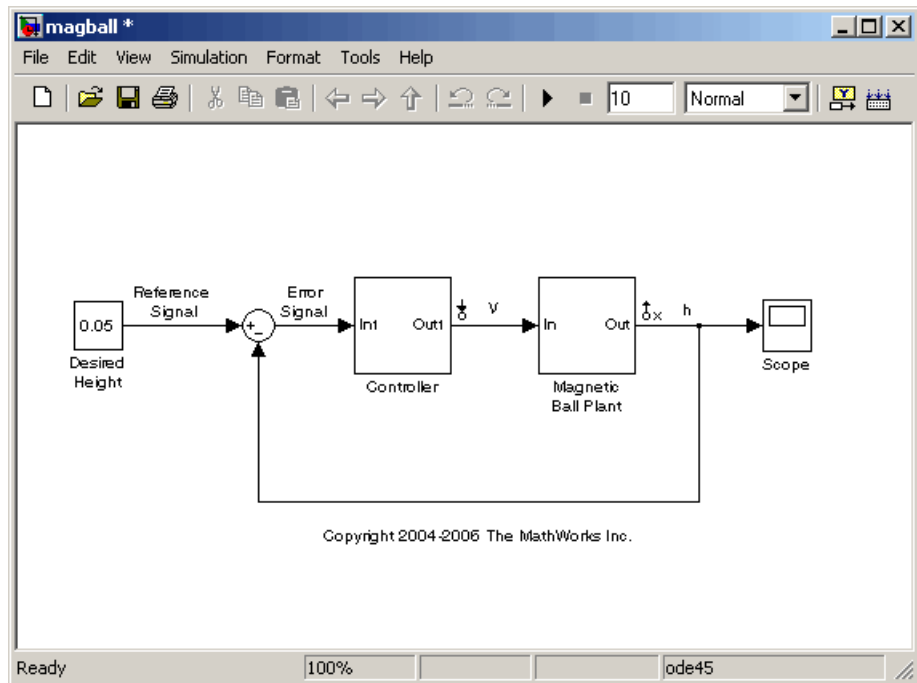 magball *
File Edit View Simulation Format Tools Help
10 Normal
Reference
Signal
Error
Signal
0.05
Desired
Height
In1 Out1
Controller
V
In Out
Magnetic
Ball Plant
x
h
Scope
Copyright 2004-2006 The MathWorks Inc.
Ready 100% ode45